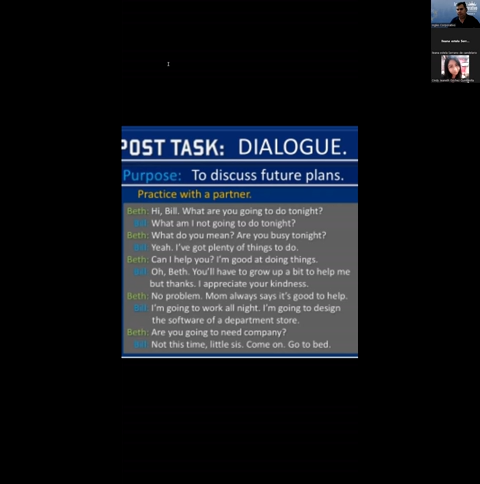 POST TASK: DIALOGUE.
Purpose: To discuss future plans.
Practice with a partner.
Beth: Hi, Bill. What are you going to do tonight?
Bill: What am I not going to do tonight?
Beth: What do you mean? Are you busy tonight?
Bill: Yeah. I've got plenty of things to do.
Beth: Can I help you? I'm good at doing things.
Bill: Oh, Beth. You'll have to grow up a bit to help me
but thanks. I appreciate your kindness.
Beth: No problem. Mom always says it's good to help.
Bill: I'm going to work all night. I'm going to design
the software of a department store.
Beth: Are you going to need company?
Bill: Not this time, little sis. Come on. Go to bed.